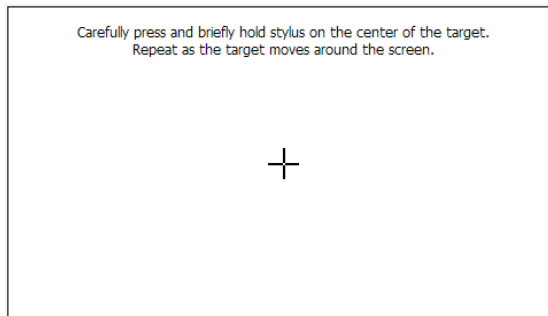 Carefully press and briefly hold stylus on the center of the target.
Repeat as the target moves around the screen.